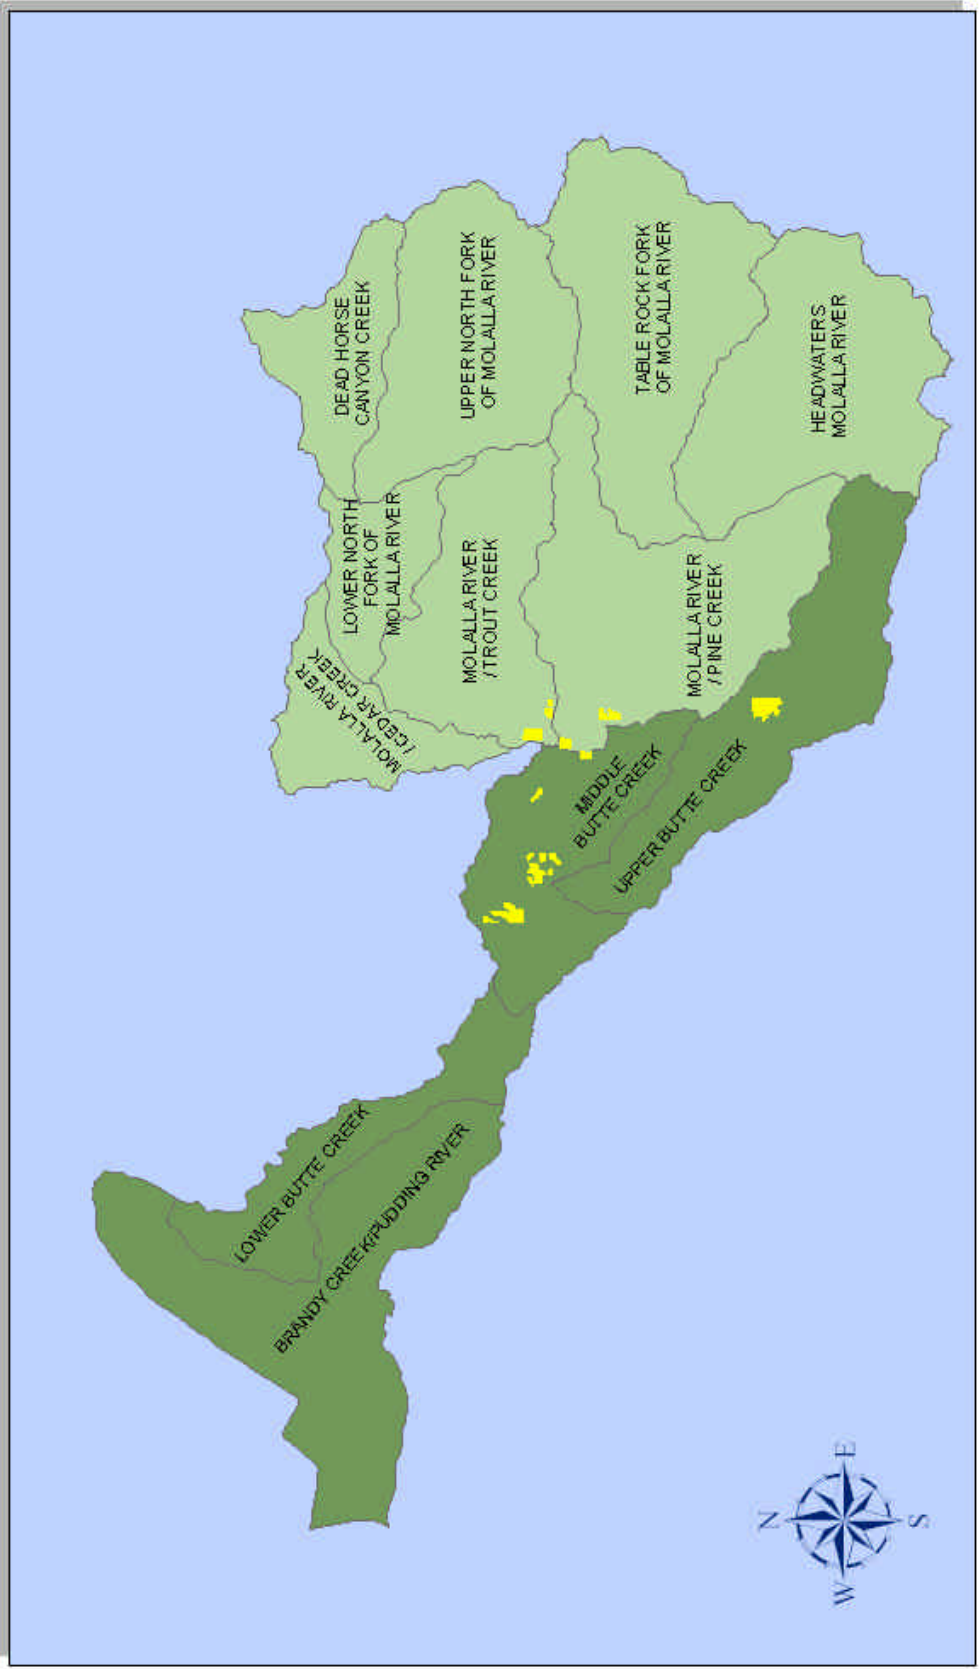 DEAD HORSE
CANYON CREEK
UPPER NORTH FORK
OF MOLALLA RIVER
TABLE ROCK FORK
OF MOLALLA RIVER
HEADWATERS
MOLALLA RIVER
LOWER NORTH
FORK OF
MOLALLA RIVER
MOLALLA RIVER
/ TROUT CREEK
MOLALLA RIVER
/ PINE CREEK
MOLALLA RIVER
/ CEDAR CREEK
MIDDLE
BUTTE CREEK
UPPER BUTTE CREEK
LOWER BUTTE CREEK
BRANDY CREEK/PUDDING RIVER
N
E
S
W